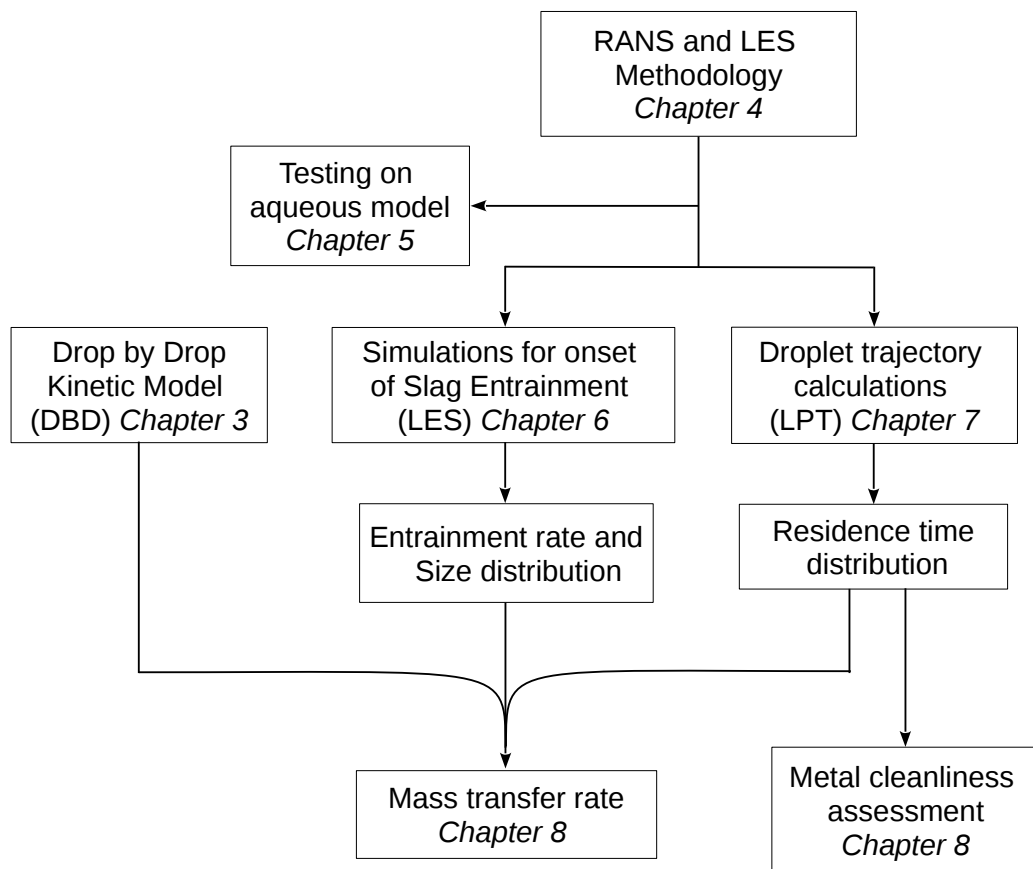 RANS and LES
Methodology
Chapter 4
Testing on
aqueous model
Chapter 5
Drop by Drop
Kinetic Model
(DBD) Chapter 3
Simulations for onset
of Slag Entrainment
(LES) Chapter 6
Droplet trajectory
calculations
(LPT) Chapter 7
Entrainment rate and
Size distribution
Residence time
distribution
Mass transfer rate
Chapter 8
Metal cleanliness
assessment
Chapter 8